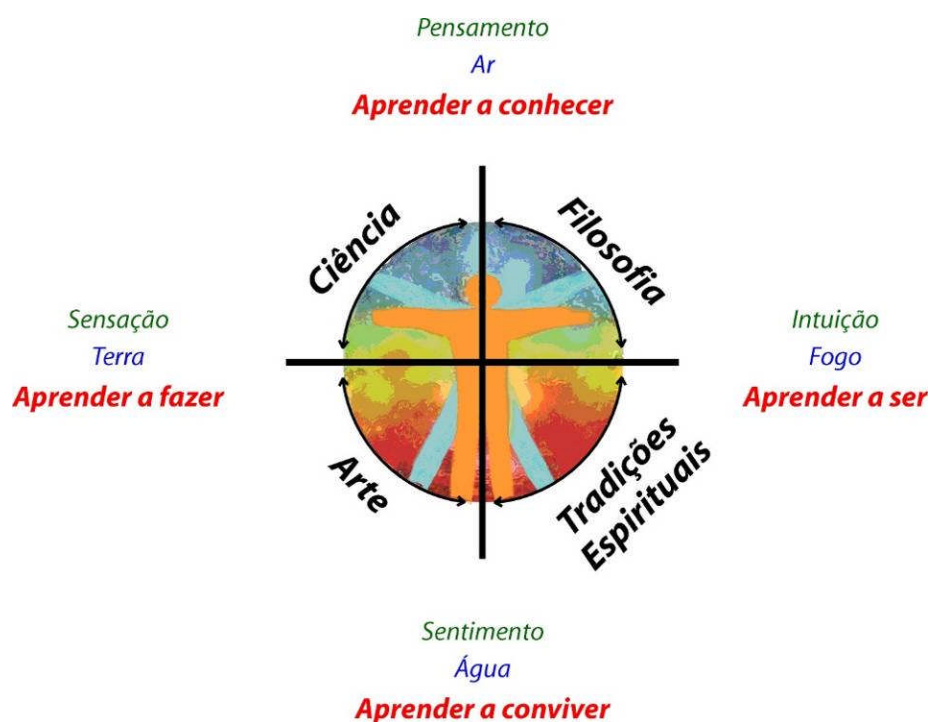 Pensamento
Ar
Aprender a conhecer
Ciência
Filosofia
Sensação
Terra
Aprender a fazer
Intuição
Fogo
Aprender a ser
Arte
Tradições
Espirituais
Sentimento
Água
Aprender a conviver